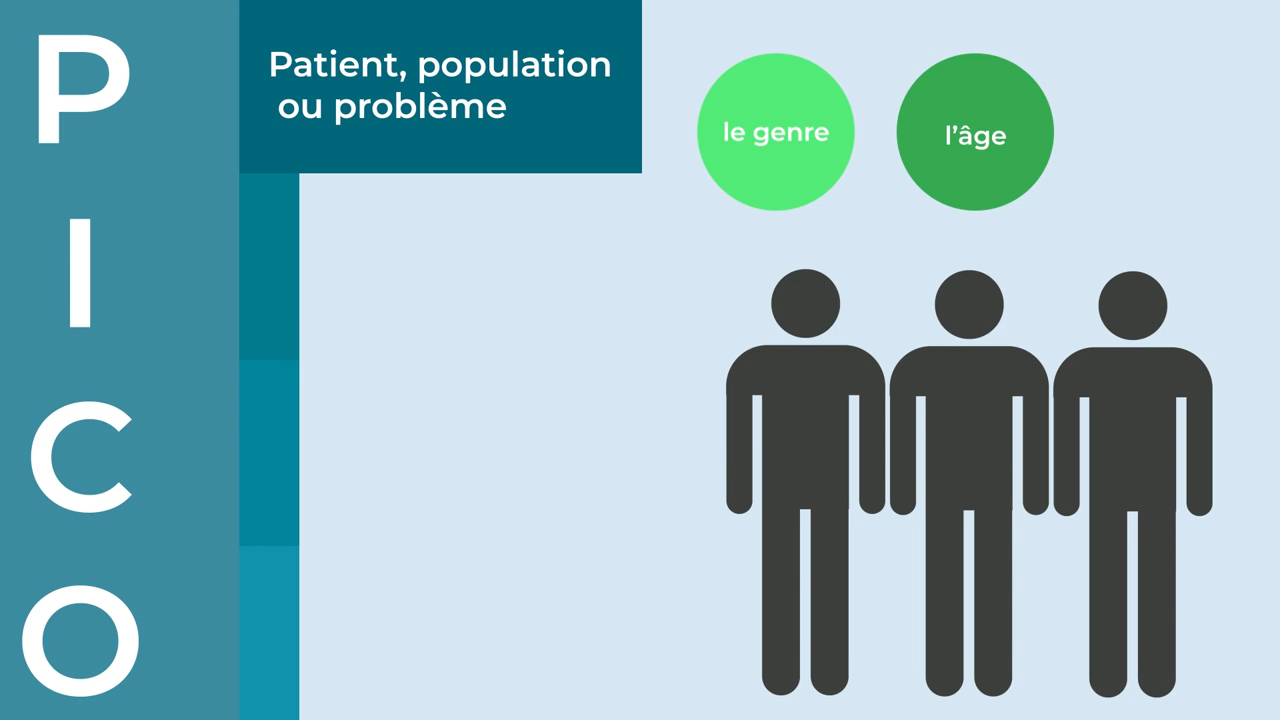 P
Patient, population
ou problème
le genre
l'âge
I
C
O